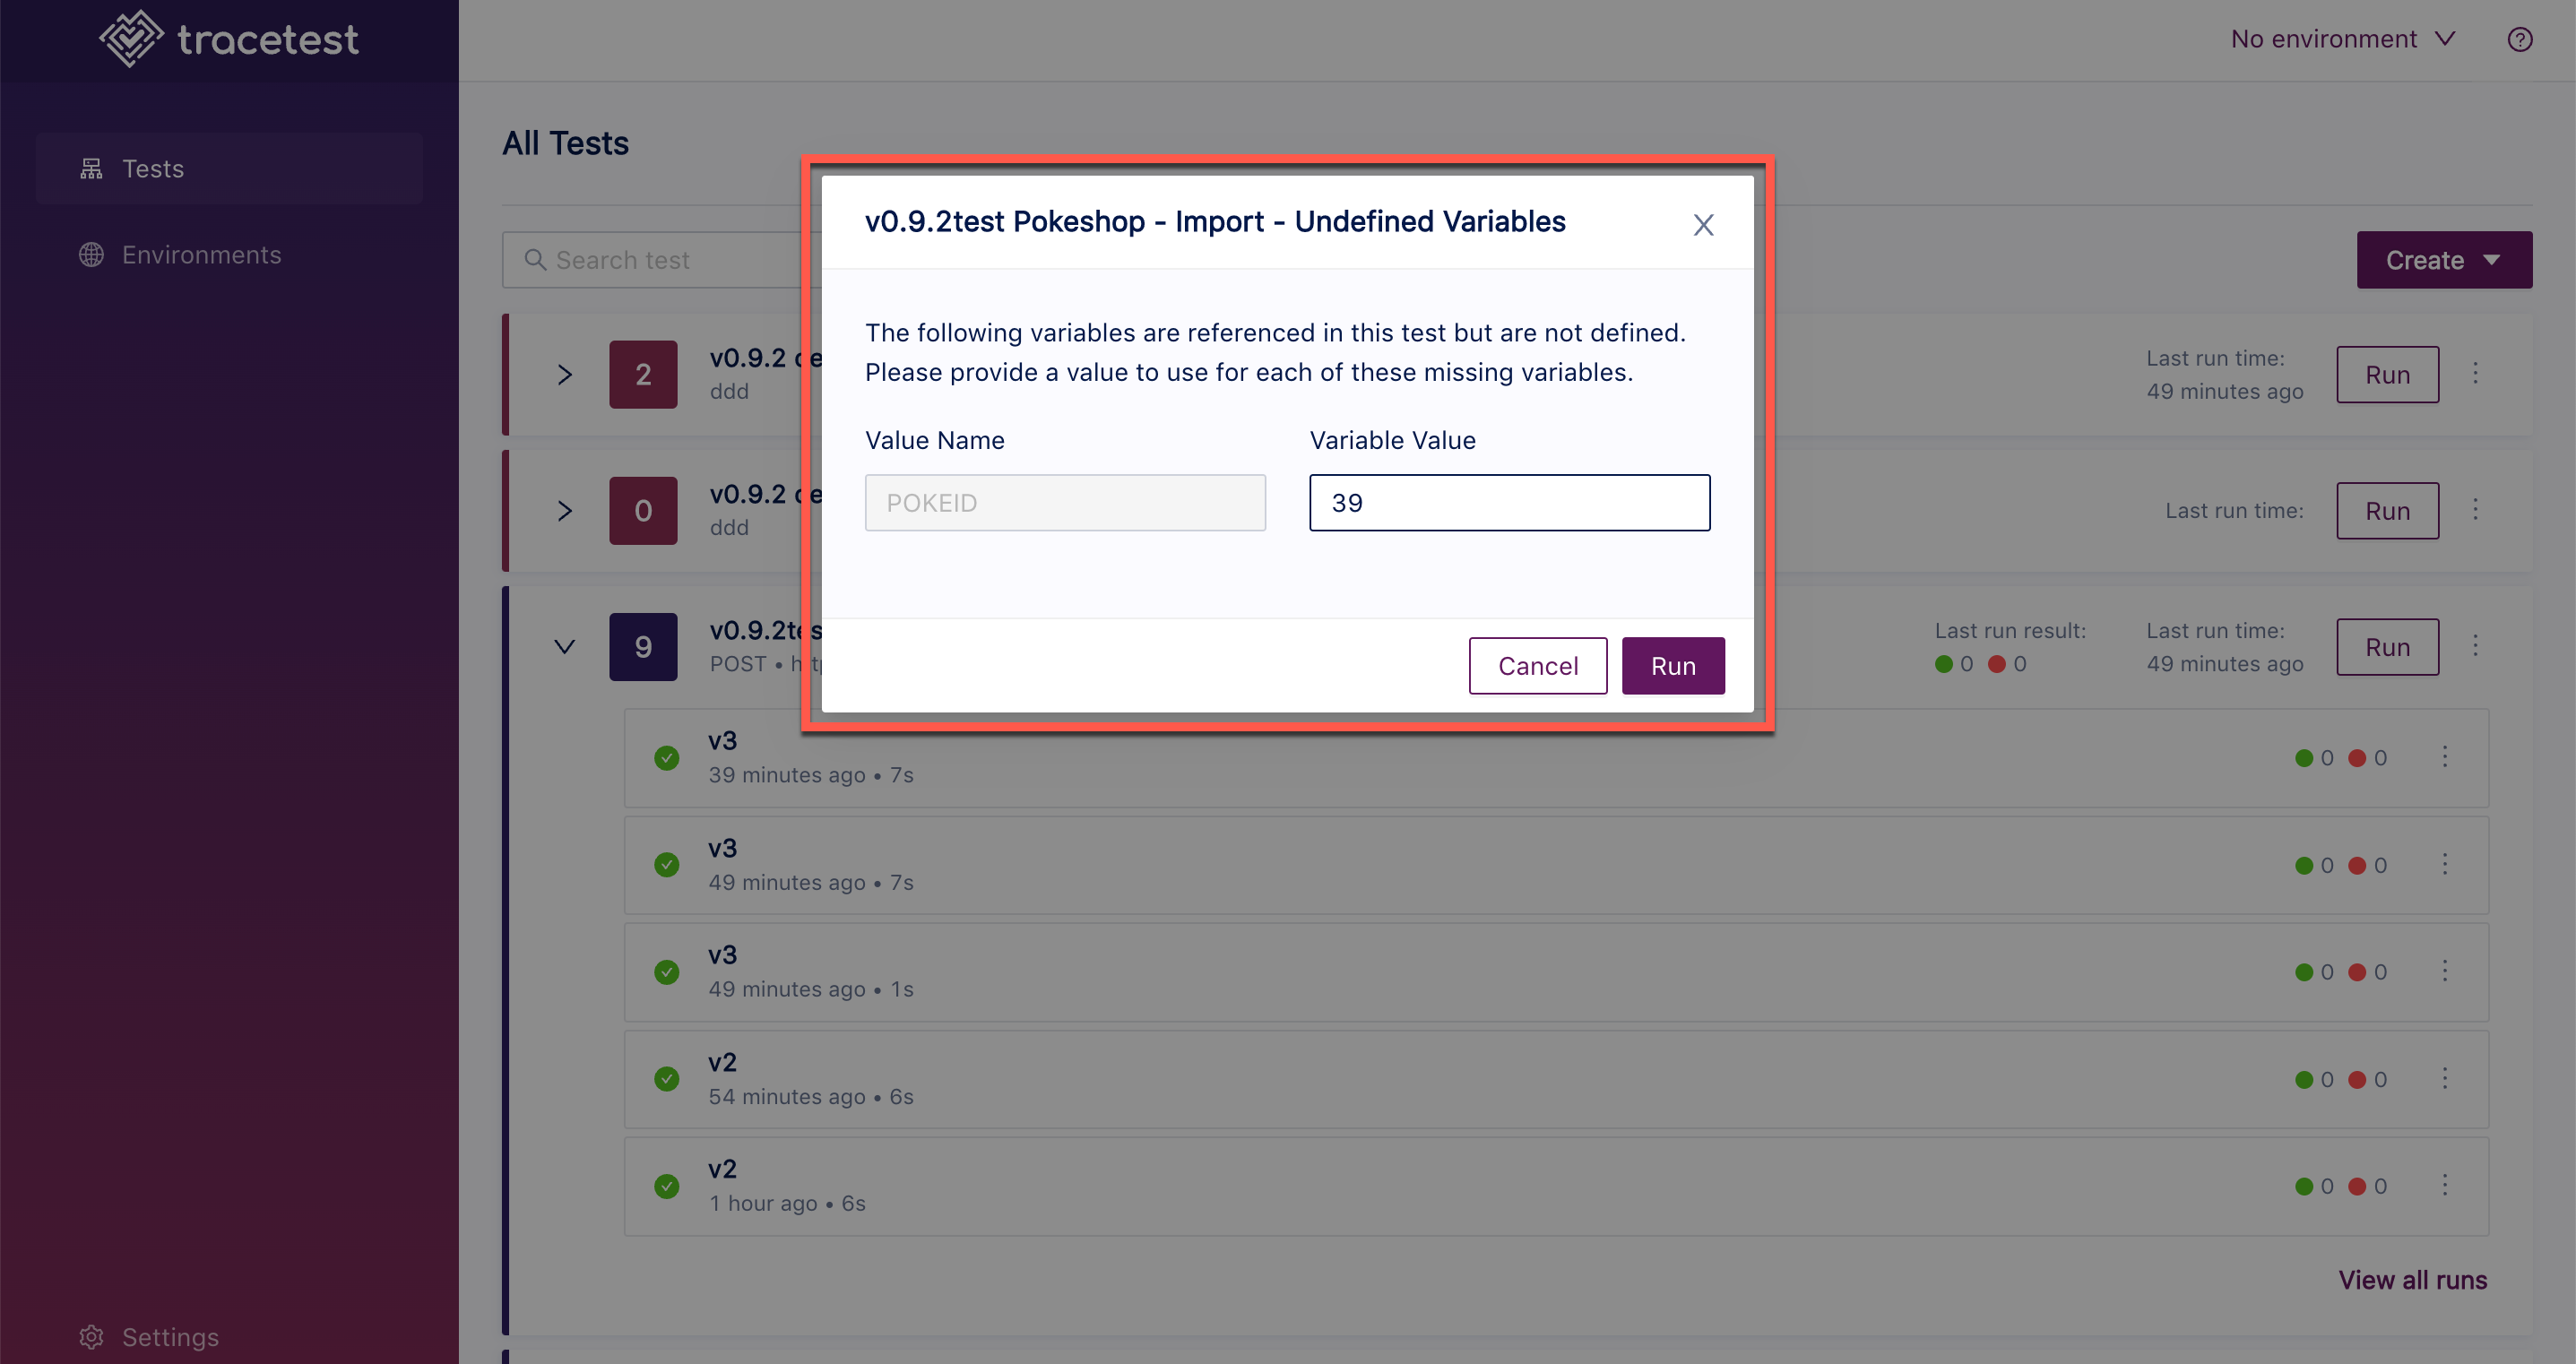 tracetest
No environment
Tests
Environments
Settings
All Tests
Search test
Create
2
v0.9.2 de
ddd
Last run time:
49 minutes ago
Run
0
v0.9.2 de
ddd
Last run time:
Run
9
v0.9.2tes
POST • http
Last run result:
0 0
Last run time:
49 minutes ago
Run
v0.9.2test Pokeshop - Import - Undefined Variables
The following variables are referenced in this test but are not defined.
Please provide a value to use for each of these missing variables.
Value Name
Variable Value
POKEID
39
Cancel
Run
v3
39 minutes ago • 7s
0 0
v3
49 minutes ago • 7s
0 0
v3
49 minutes ago • 1s
0 0
v2
54 minutes ago • 6s
0 0
v2
1 hour ago • 6s
0 0
View all runs